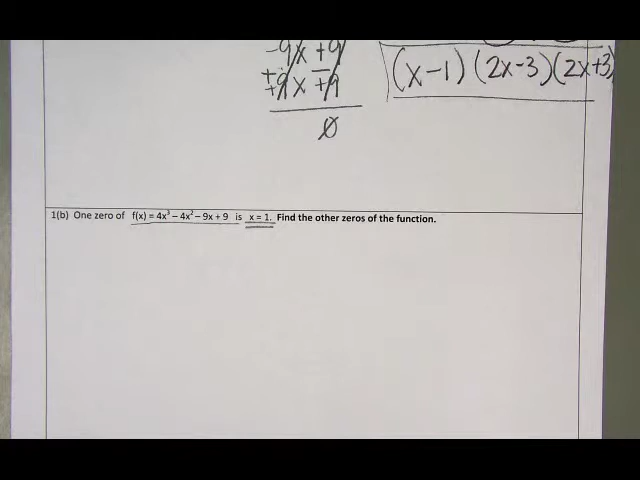 -9x +9
(x-1)(2x-3)(2x+3)
+9x +9
0
1(b) One zero of f(x) = 4x³ – 4x² – 9x + 9 is x = 1. Find the other zeros of the function.